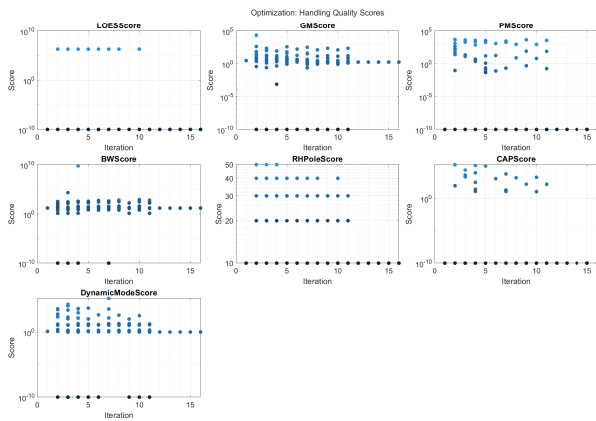 Optimization: Handling Quality Scores
LOESScore
10^10
10^0
10^-10
Score
0 5 10 15
Iteration
GMScore
10^5
10^0
10^-5
10^-10
Score
0 5 10 15
Iteration
PMScore
10^5
10^0
10^-5
10^-10
Score
0 5 10 15
Iteration
BWScore
10^10
10^0
10^-10
Score
0 5 10 15
Iteration
RHPoleScore
50
40
30
20
10
Score
0 5 10 15
Iteration
CAPScore
10^0
10^-10
Score
0 5 10 15
Iteration
DynamicModeScore
10^0
10^-10
Score
0 5 10 15
Iteration